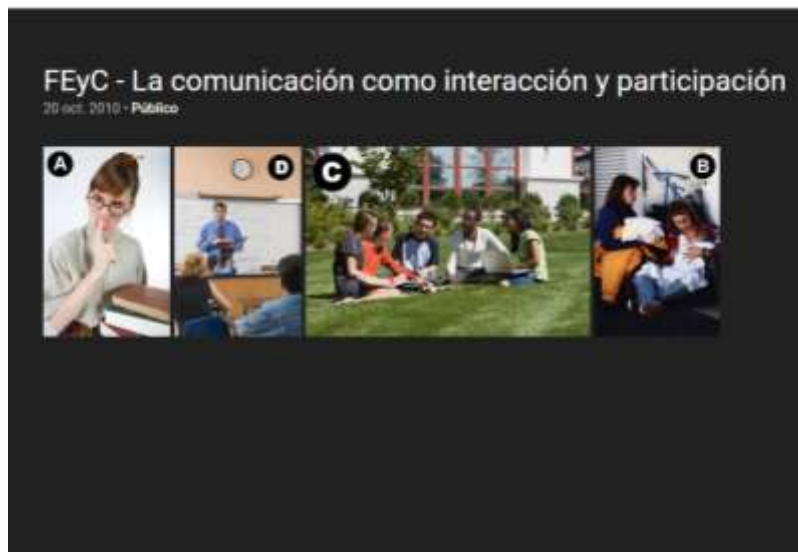 FEyC - La comunicación como interacción y participación
20 oct. 2010 · Público
A
D
C
B